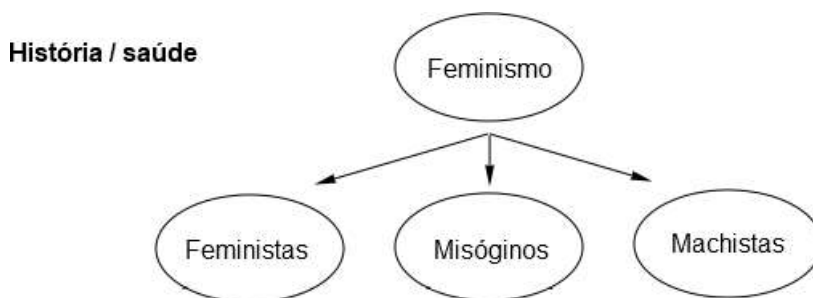 História / saúde
Feminismo
Feministas
Misóginos
Machistas